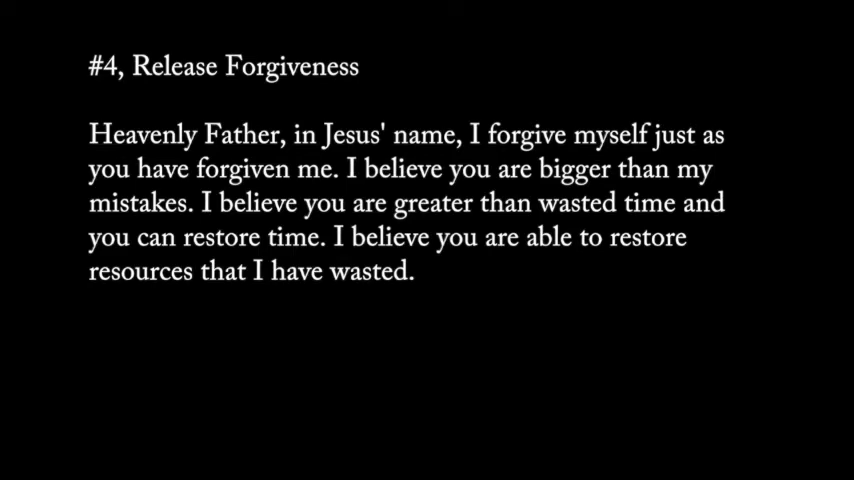 #4, Release Forgiveness
Heavenly Father, in Jesus' name, I forgive myself just as
you have forgiven me. I believe you are bigger than my
mistakes. I believe you are greater than wasted time and
you can restore time. I believe you are able to restore
resources that I have wasted.